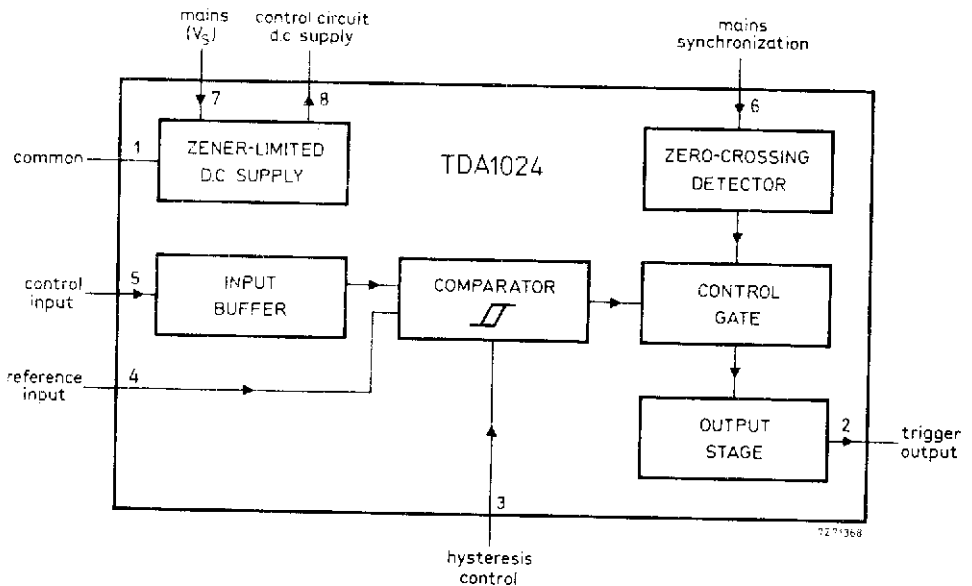 mains
(VS)
control circuit
d.c supply
mains
synchronization
7
8
6
common
1
ZENER-LIMITED
D.C SUPPLY
TDA1024
ZERO-CROSSING
DETECTOR
control
input
5
INPUT
BUFFER
COMPARATOR
CONTROL
GATE
reference
input
4
OUTPUT
STAGE
2
trigger
output
3
hysteresis
control